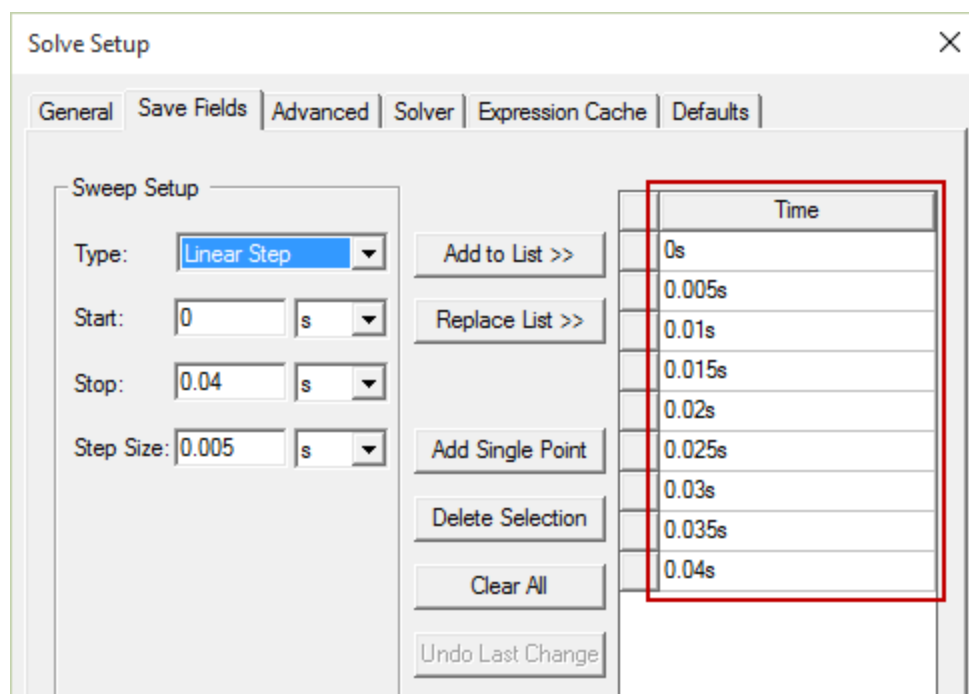 Solve Setup
General Save Fields Advanced Solver Expression Cache Defaults
Sweep Setup
Type: Linear Step
Start: 0 s
Stop: 0.04 s
Step Size: 0.005 s
Add to List >>
Replace List >>
Add Single Point
Delete Selection
Clear All
Undo Last Change
Time
0s
0.005s
0.01s
0.015s
0.02s
0.025s
0.03s
0.035s
0.04s